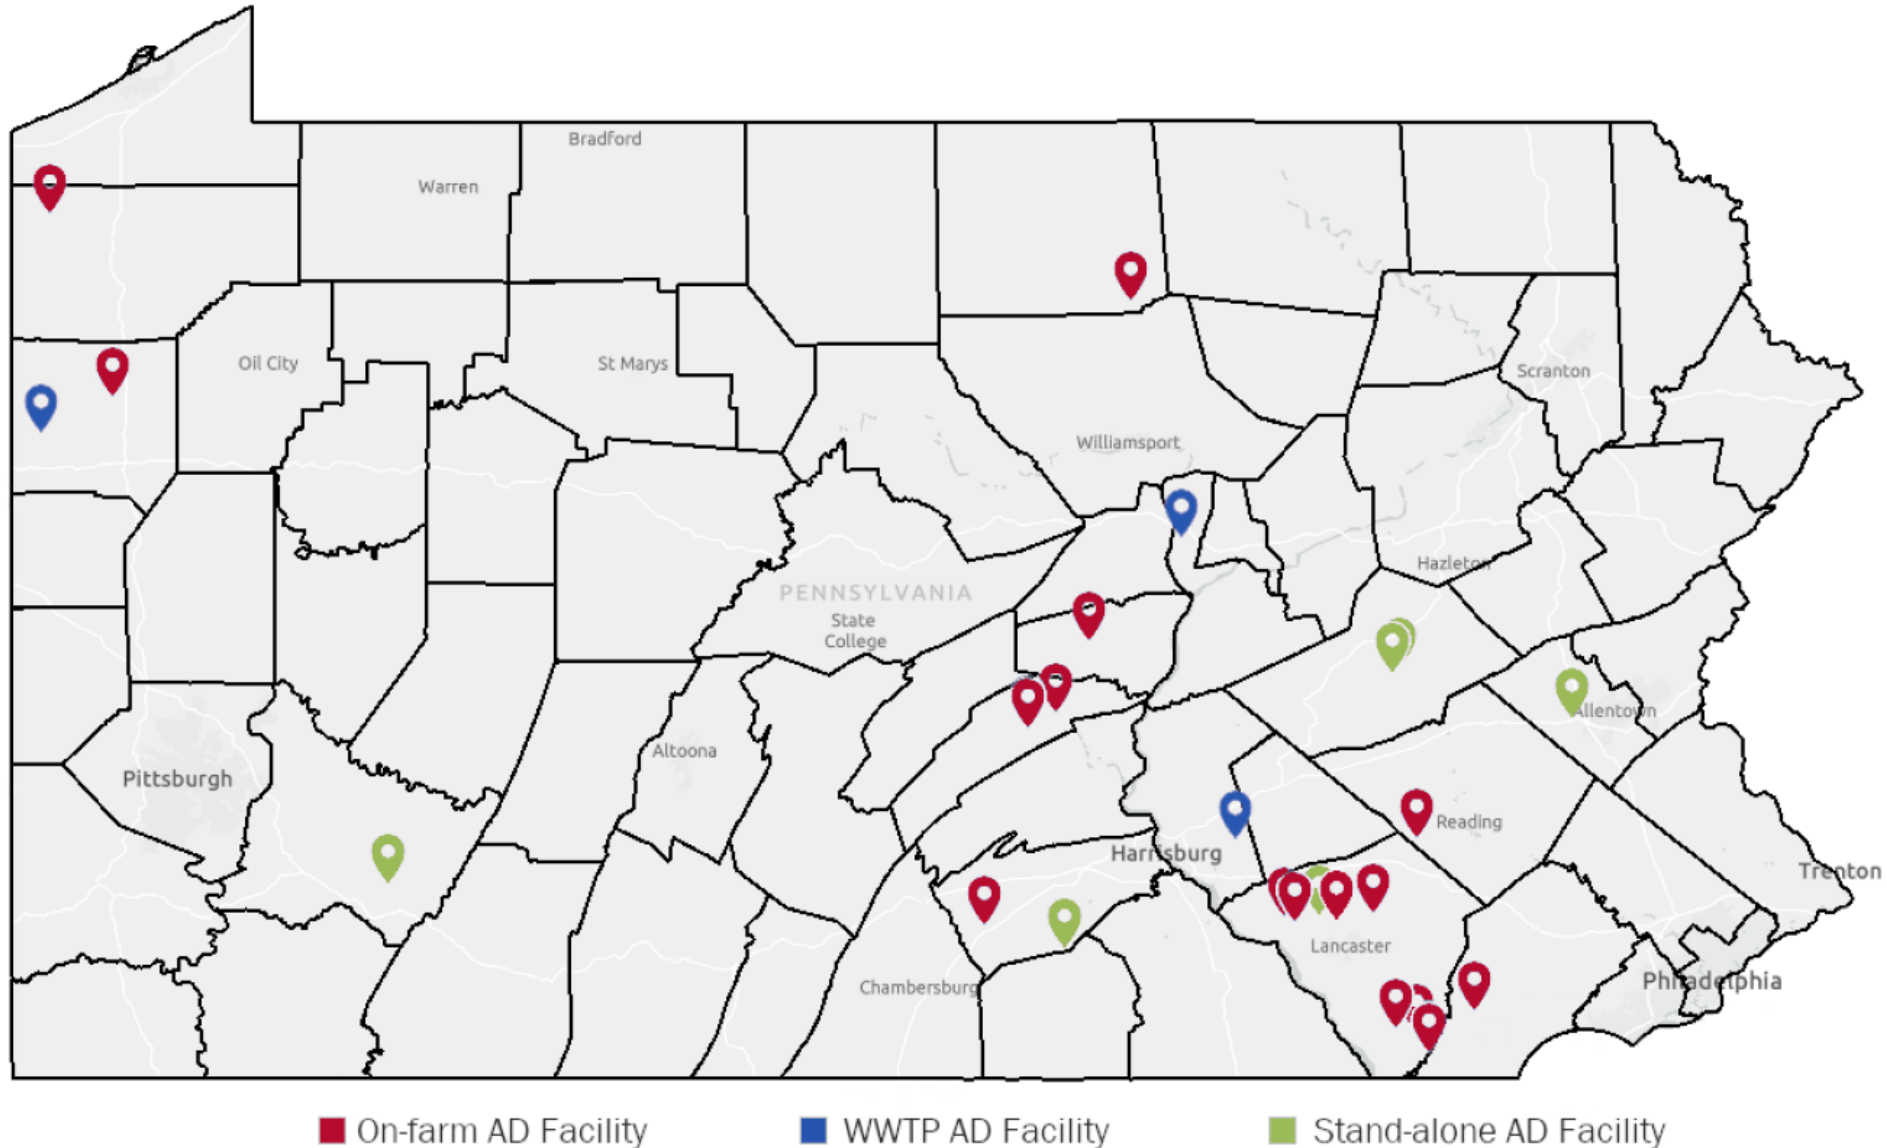 Bradford
Warren
Oil City
St Marys
Scranton
Williamsport
Hazleton
PENNSYLVANIA
State
College
Allentown
Altoona
Pittsburgh
Reading
Harrisburg
Trenton
Lancaster
Chambersburg
Philadelphia
On-farm AD Facility
WWTP AD Facility
Stand-alone AD Facility